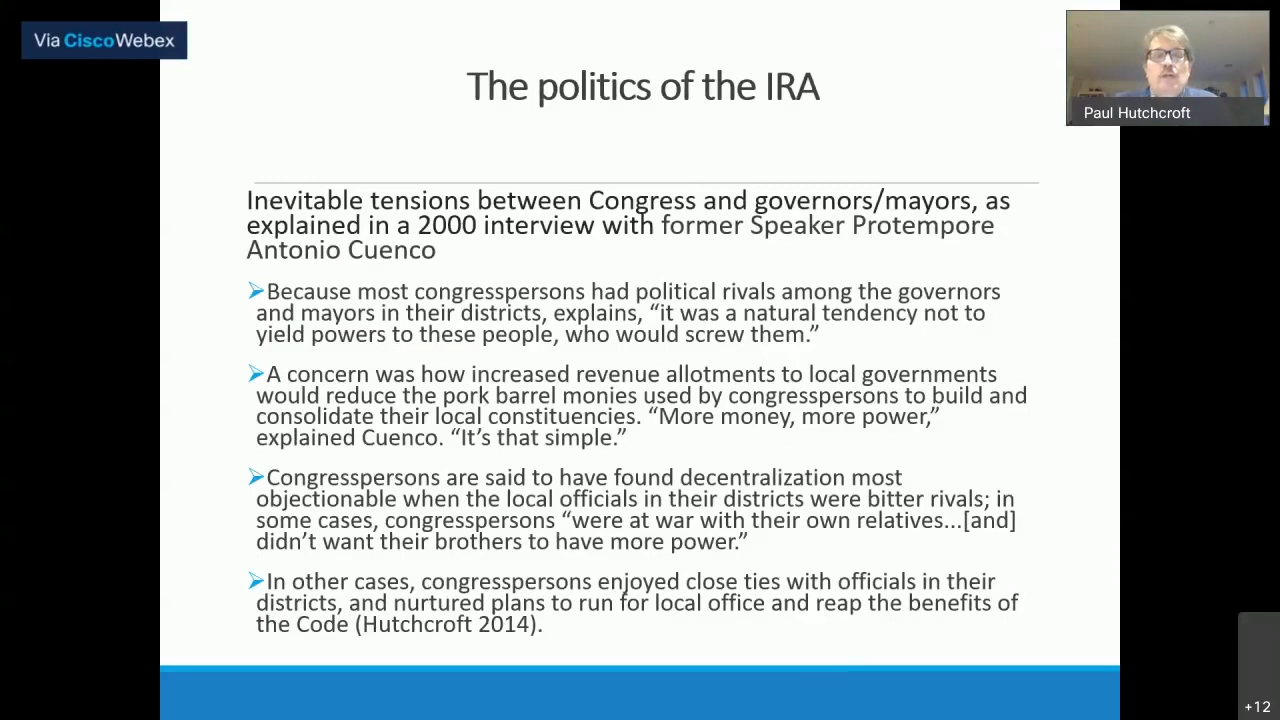 Via CiscoWebex
Paul Hutchcroft
The politics of the IRA
Inevitable tensions between Congress and governors/mayors, as
explained in a 2000 interview with former Speaker Protempore
Antonio Cuenco
Because most congresspersons had political rivals among the governors
and mayors in their districts, explains, “it was a natural tendency not to
yield powers to these people, who would screw them.”
A concern was how increased revenue allotments to local governments
would reduce the pork barrel monies used by congresspersons to build and
consolidate their local constituencies. “More money, more power,”
explained Cuenco. “It’s that simple.”
Congresspersons are said to have found decentralization most
objectionable when the local officials in their districts were bitter rivals; in
some cases, congresspersons “were at war with their own relatives...[and]
didn’t want their brothers to have more power.”
In other cases, congresspersons enjoyed close ties with officials in their
districts, and nurtured plans to run for local office and reap the benefits of
the Code (Hutchcroft 2014).
+12